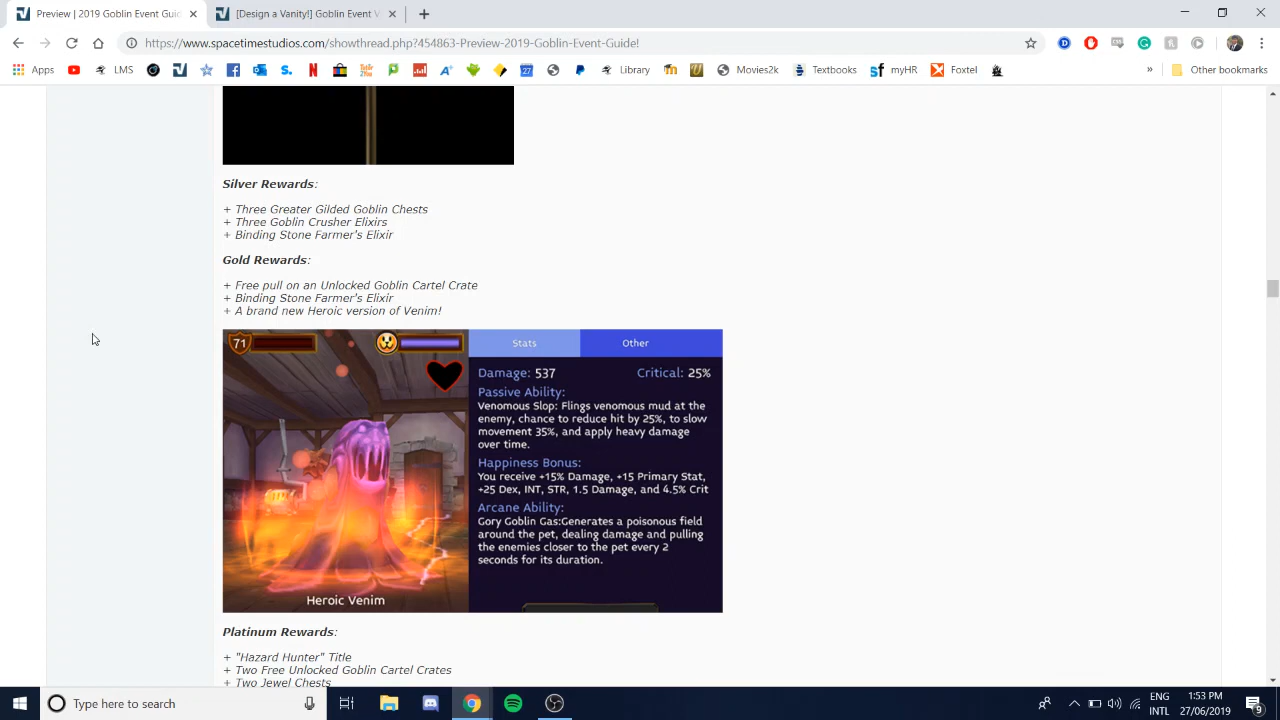 Preview | 2019 Goblin Event Guid
[Design a Vanity!] Goblin Event V
https://www.spacetimestudios.com/showthread.php?454863-Preview-2019-Goblin-Event-Guide!
Apps
LMS
27
Library
Movies2k
Textbooks
myHR
Foxtel
»
Other bookmarks
Silver Rewards:
+ Three Greater Gilded Goblin Chests
+ Three Goblin Crusher Elixirs
+ Binding Stone Farmer's Elixir
Gold Rewards:
+ Free pull on an Unlocked Goblin Cartel Crate
+ Binding Stone Farmer's Elixir
+ A brand new Heroic version of Venim!
71
Stats
Other
Damage: 537
Critical: 25%
Passive Ability:
Venomous Slop: Flings venomous mud at the
enemy, chance to reduce hit by 25%, to slow
movement 35%, and apply heavy damage
over time.
Happiness Bonus:
You receive +15% Damage, +15 Primary Stat,
+25 Dex, INT, STR, 1.5 Damage, and 4.5% Crit
Arcane Ability:
Gory Goblin Gas:Generates a poisonous field
around the pet, dealing damage and pulling
the enemies closer to the pet every 2
seconds for its duration.
Heroic Venim
Platinum Rewards:
+ "Hazard Hunter" Title
+ Two Free Unlocked Goblin Cartel Crates
+ Two Jewel Chests
Type here to search
ENG
INTL
1:53 PM
27/06/2019
9